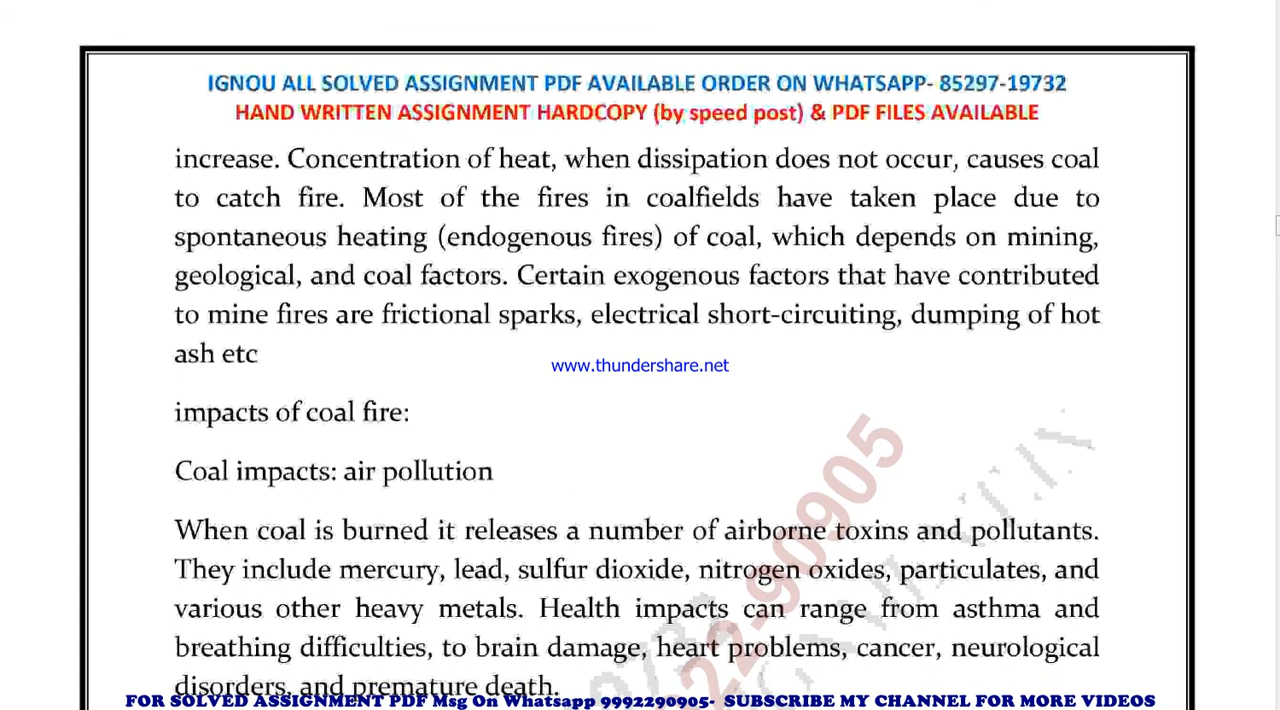 IGNOU ALL SOLVED ASSIGNMENT PDF AVAILABLE ORDER ON WHATSAPP- 85297-19732
HAND WRITTEN ASSIGNMENT HARDCOPY (by speed post) & PDF FILES AVAILABLE
increase. Concentration of heat, when dissipation does not occur, causes coal
to catch fire. Most of the fires in coalfields have taken place due to
spontaneous heating (endogenous fires) of coal, which depends on mining,
geological, and coal factors. Certain exogenous factors that have contributed
to mine fires are frictional sparks, electrical short-circuiting, dumping of hot
ash etc
www.thundershare.net
impacts of coal fire:
Coal impacts: air pollution
When coal is burned it releases a number of airborne toxins and pollutants.
They include mercury, lead, sulfur dioxide, nitrogen oxides, particulates, and
various other heavy metals. Health impacts can range from asthma and
breathing difficulties, to brain damage, heart problems, cancer, neurological
disorders, and premature death.
22-90905
FOR SOLVED ASSIGNMENT PDF Msg On Whatsapp 9992290905- SUBSCRIBE MY CHANNEL FOR MORE VIDEOS